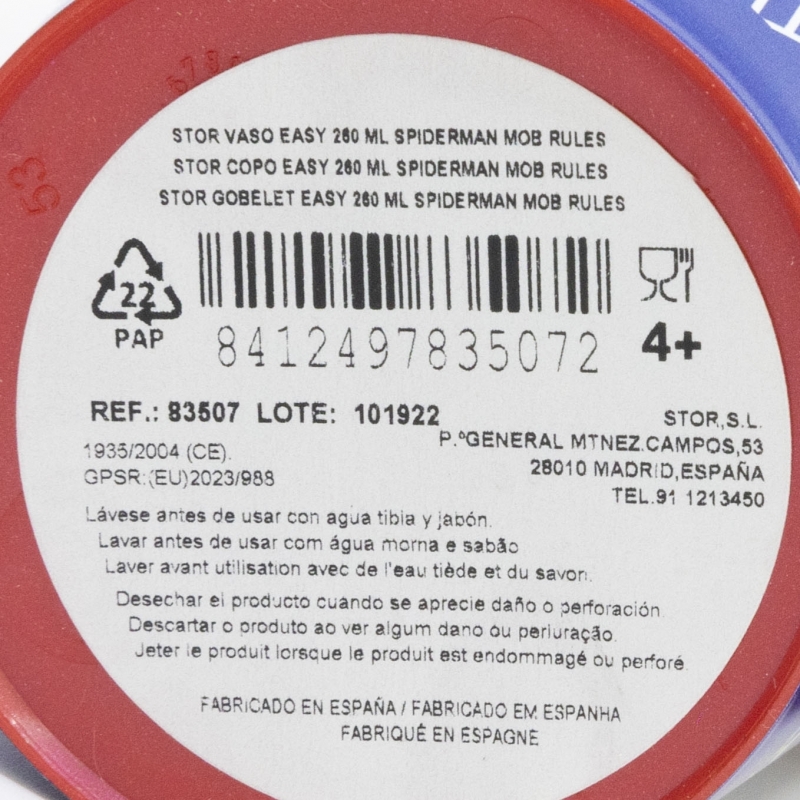 STOR VASO EASY 260 ML SPIDERMAN MOB RULES
STOR COPO EASY 260 ML SPIDERMAN MOB RULES
STOR GOBELET EASY 260 ML SPIDERMAN MOB RULES
22
PAP
8412497835072
4+
REF.: 83507 LOTE: 101922
1935/2004 (CE).
GPSR:(EU)2023/988
STOR,S.L.
P.ºGENERAL MTNEZ.CAMPOS,53
28010 MADRID,ESPAÑA
TEL.91 1213450
Lávese antes de usar con agua tibia y jabón.
Lavar antes de usar com água morna e sabão
Laver avant utilisation avec de l'eau tiède et du savon.
Desechar el producto cuando se aprecie daño o perforación.
Descartar o produto ao ver algum dano ou perfuração.
Jeter le produit lorsque le produit est endommagé ou perforé.
FABRICADO EN ESPAÑA / FABRICADO EM ESPANHA
FABRIQUÉ EN ESPAGNE
53